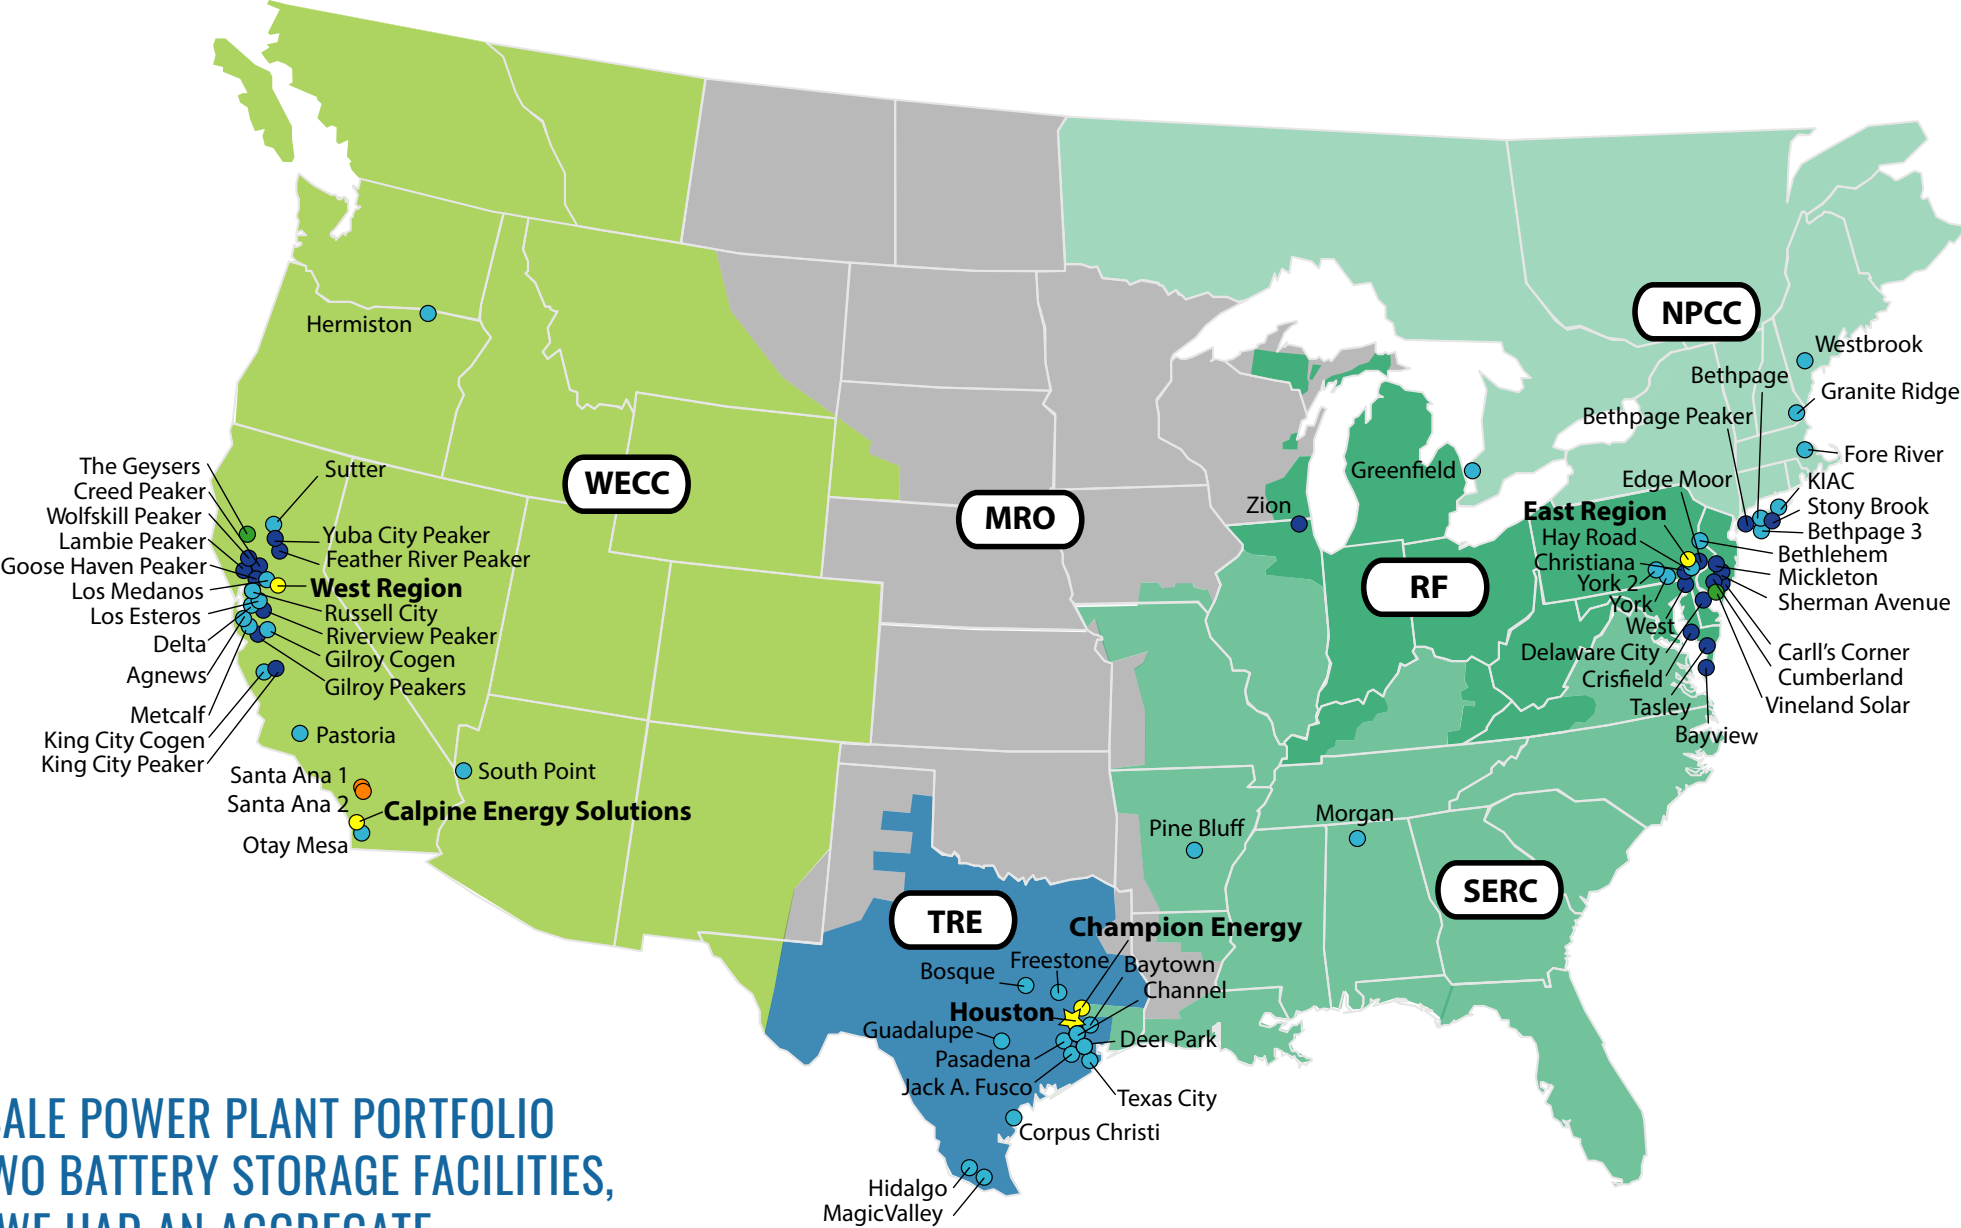 NPCC
Westbrook
Bethpage
Granite Ridge
Bethpage Peaker
Fore River
Edge Moor
KIAC
Stony Brook
Bethpage 3
East Region
Hay Road
Christiana
York 2
York
West
Bethlehem
Mickleton
Sherman Avenue
Delaware City
Crisfield
Tasley
Bayview
Carll's Corner
Cumberland
Vineland Solar
Hermiston
WECC
The Geysers
Creed Peaker
Wolfskill Peaker
Lambie Peaker
Goose Haven Peaker
Los Medanos
Los Esteros
Delta
Agnews
Metcalf
King City Cogen
King City Peaker
Sutter
Yuba City Peaker
Feather River Peaker
West Region
Russell City
Riverview Peaker
Gilroy Cogen
Gilroy Peakers
Pastoria
South Point
Santa Ana 1
Santa Ana 2
Calpine Energy Solutions
Otay Mesa
MRO
Zion
Greenfield
RF
Pine Bluff
Morgan
SERC
TRE
Champion Energy
Bosque
Freestone
Baytown
Channel
Houston
Guadalupe
Deer Park
Pasadena
Jack A. Fusco
Texas City
Corpus Christi
Hidalgo
MagicValley
ALE POWER PLANT PORTFOLIO
WO BATTERY STORAGE FACILITIES,
WE HAD AN AGGREGATE